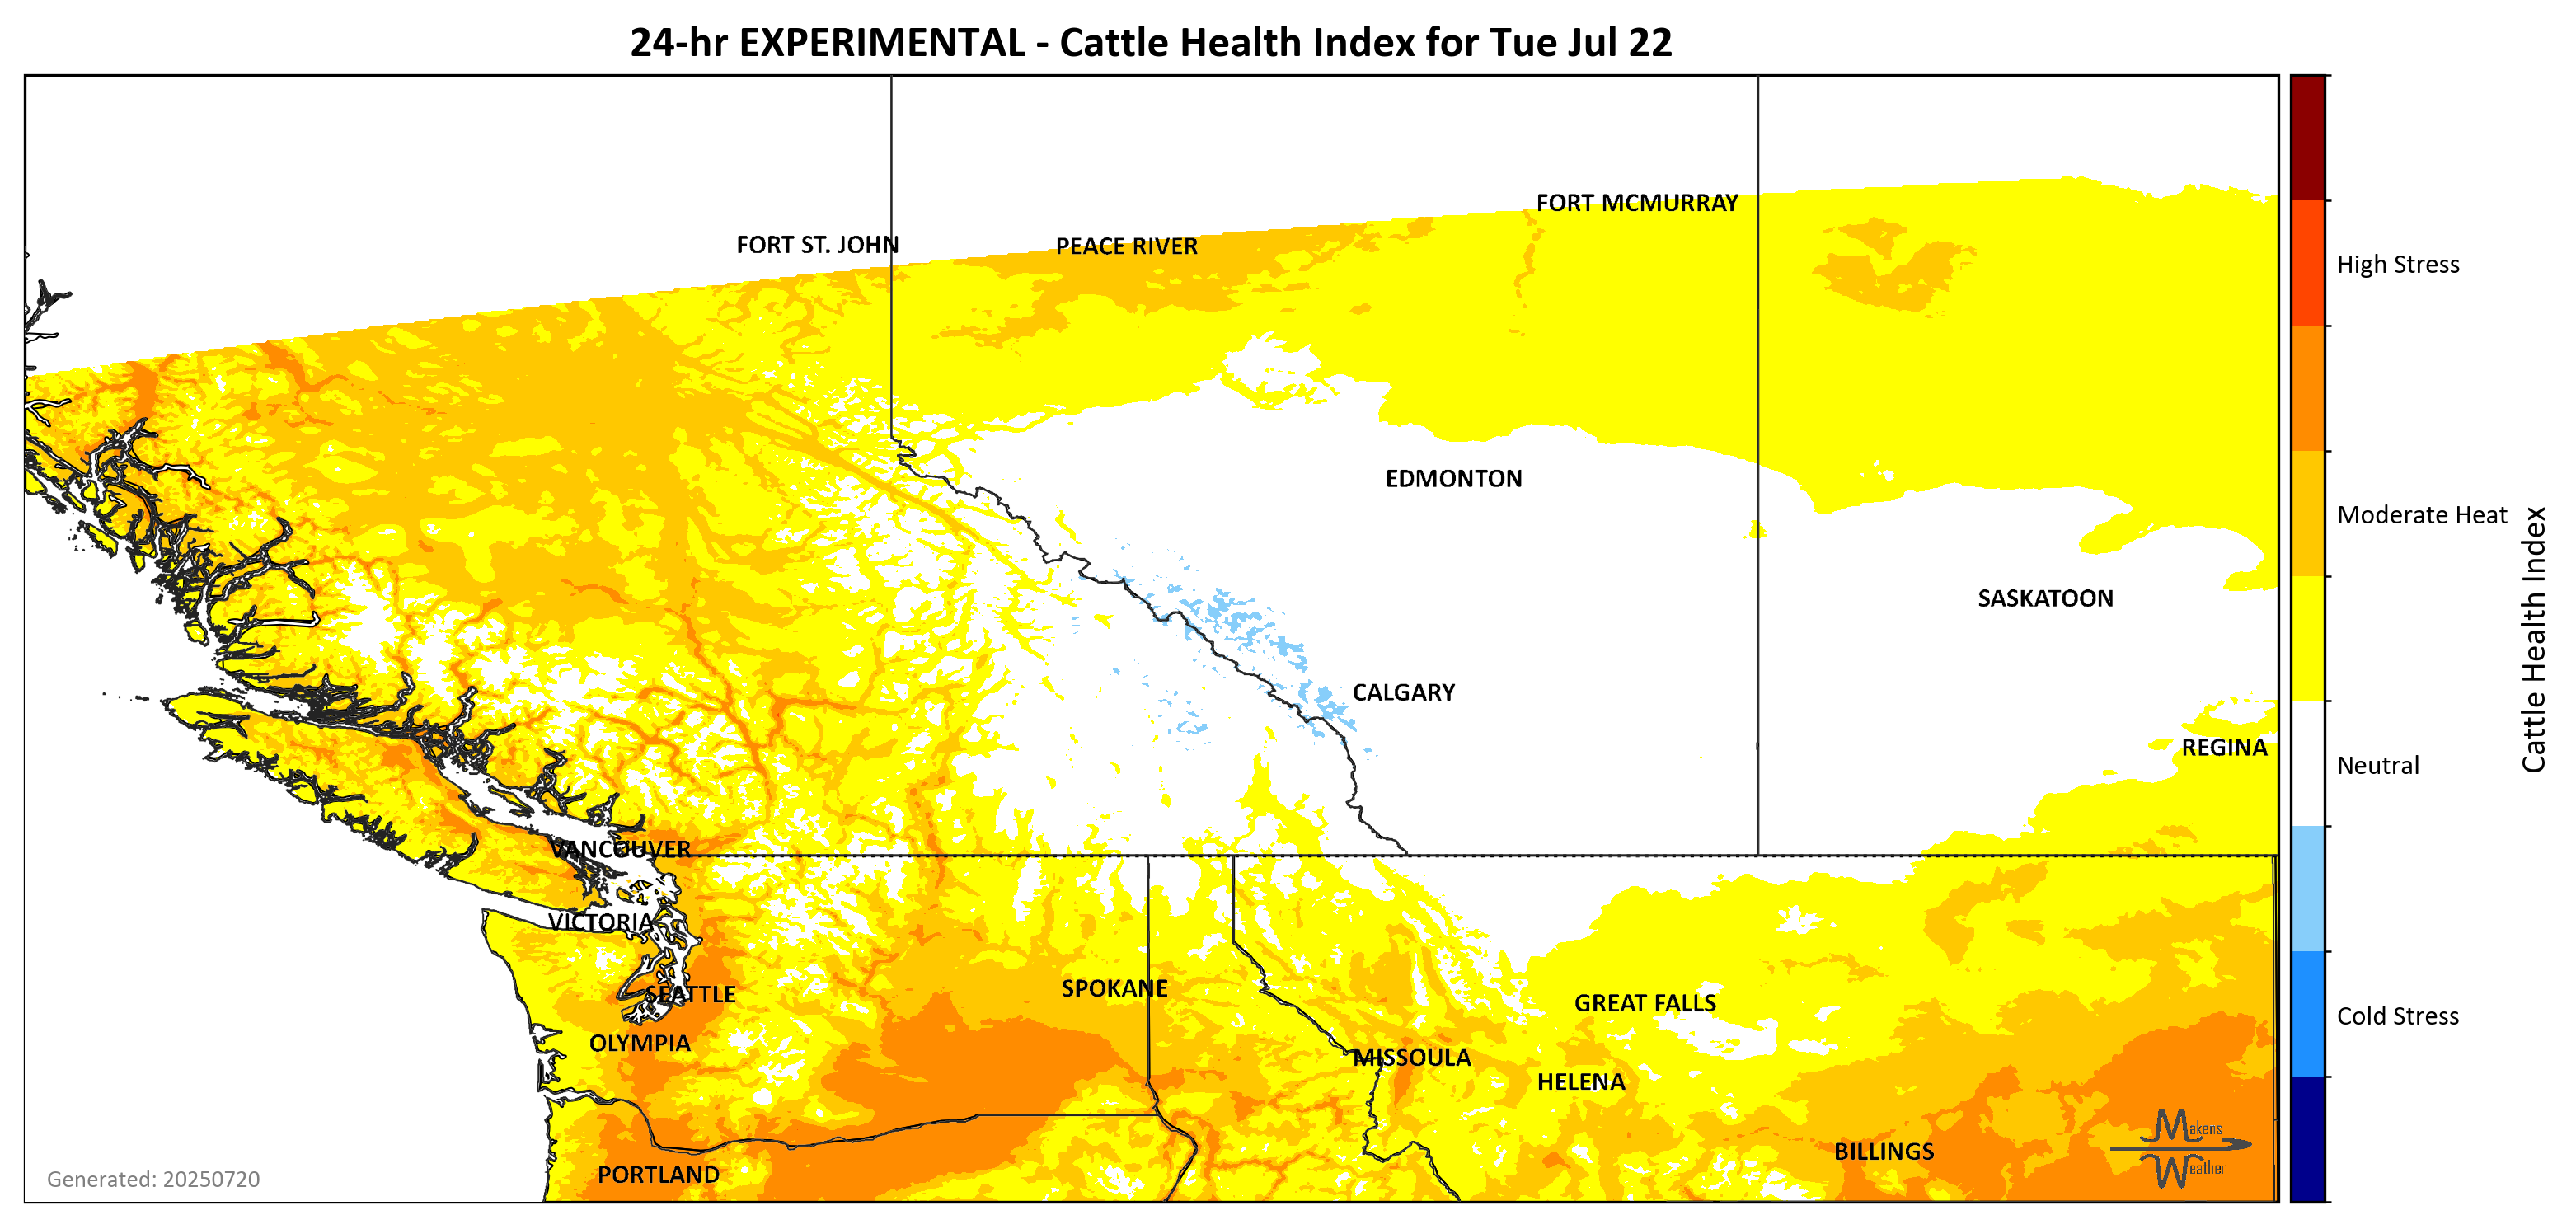 24-hr EXPERIMENTAL - Cattle Health Index for Tue Jul 22
FORT MCMURRAY
FORT ST. JOHN
PEACE RIVER
High Stress
EDMONTON
Moderate Heat
SASKATOON
Cattle Health Index
CALGARY
REGINA
Neutral
VANCOUVER
VICTORIA
SPOKANE
SEATTLE
GREAT FALLS
Cold Stress
OLYMPIA
MISSOULA
HELENA
Makens
Weather
BILLINGS
PORTLAND
Generated: 20250720